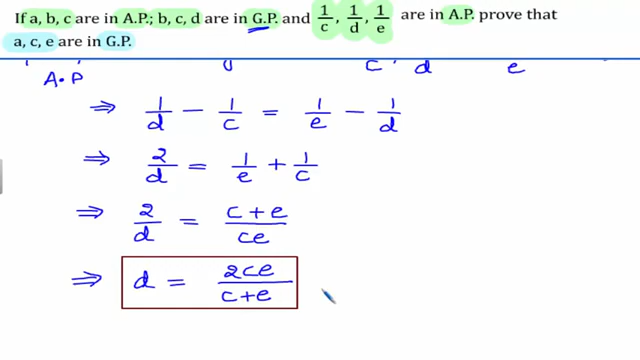 If a, b, c are in A.P.; b, c, d are in G.P. and 1/c, 1/d, 1/e are in A.P. prove that
a, c, e are in G.P.
A.P c, d e
⇒ 1/d - 1/c = 1/e - 1/d
⇒ 2/d = 1/e + 1/c
⇒ 2/d = c+e/ce
⇒ d = 2ce/c+e